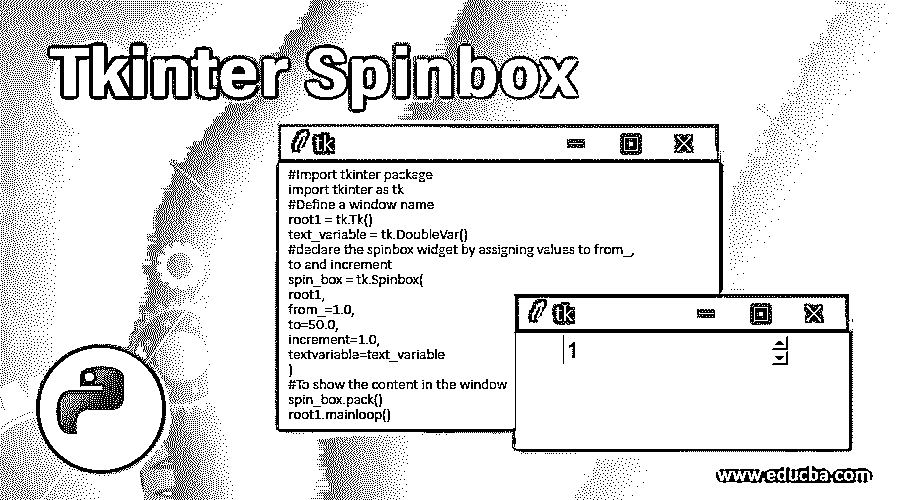 Tkinter Spinbox
tk
#Import tkinter package
import tkinter as tk
#Define a window name
root1 = tk.Tk()
text_variable = tk.DoubleVar()
#declare the spinbox widget by assigning values to from_,
to and increment
spin_box = tk.Spinbox(
root1,
from_=1.0,
to=50.0,
increment=1.0,
textvariable=text_variable
)
#To show the content in the window
spin_box.pack()
root1.mainloop()
tk
1
www.educba.com